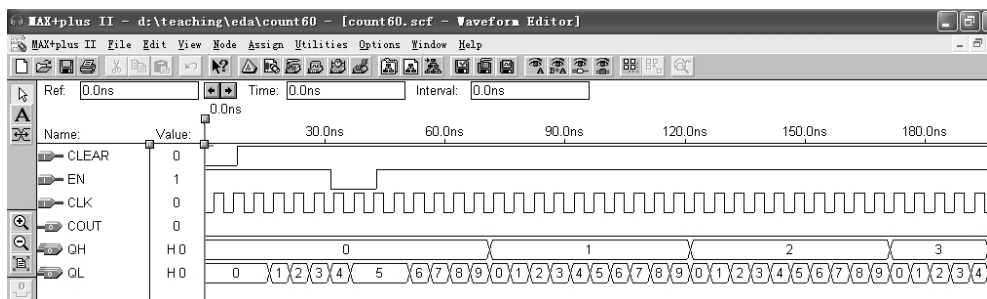 MAX+plus II - d:\teaching\eda\count60 - [count60.scf - Waveform Editor]
MAX+plus II File Edit View Node Assign Utilities Options Window Help
Ref: 0.0ns Time: 0.0ns Interval: 0.0ns
0.0ns
Name: Value: 30.0ns 60.0ns 90.0ns 120.0ns 150.0ns 180.0ns
CLEAR 0
EN 1
CLK 0
COUT 0
QH H 0 0 1 2 3
QL H 0 0 1 2 3 4 5 6 7 8 9 0 1 2 3 4 5 6 7 8 9 0 1 2 3 4 5 6 7 8 9 0 1 2 3 4